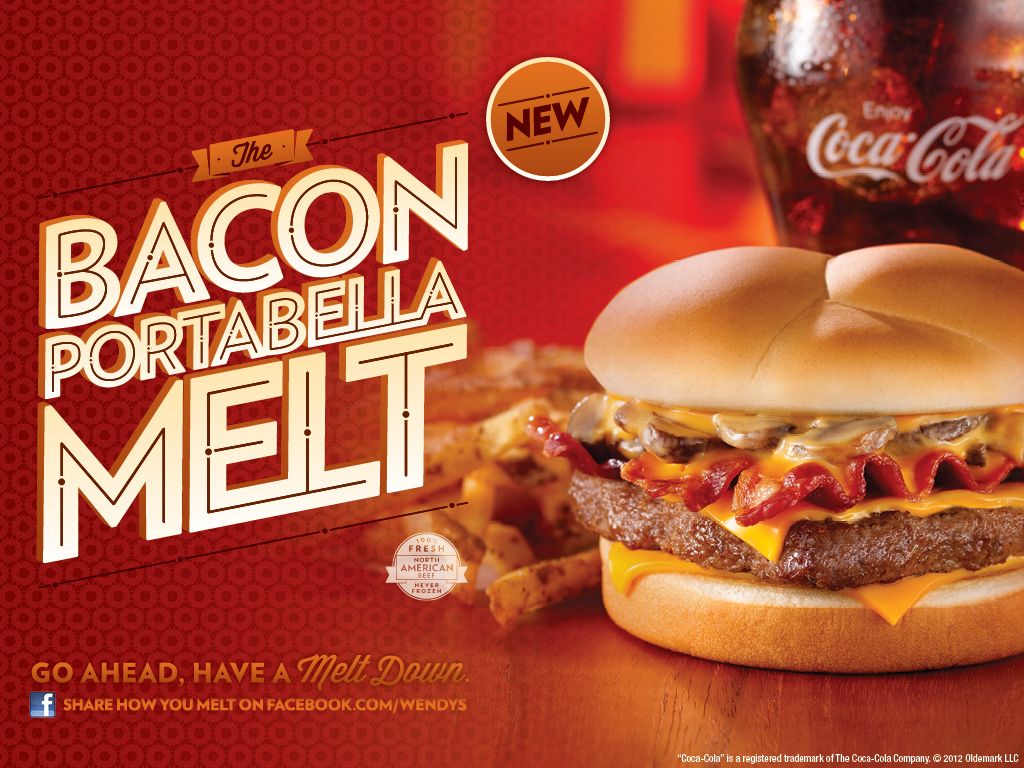 The
BACON
PORTABELLA
MELT
NEW
Enjoy
Coca-Cola
100%
FRESH
NORTH
AMERICAN
BEEF
NEVER
FROZEN
GO AHEAD, HAVE A Melt Down.
f SHARE HOW YOU MELT ON FACEBOOK.COM/WENDYS
"Coca-Cola" is a registered trademark of The Coca-Cola Company. © 2012 Oldemark LLC